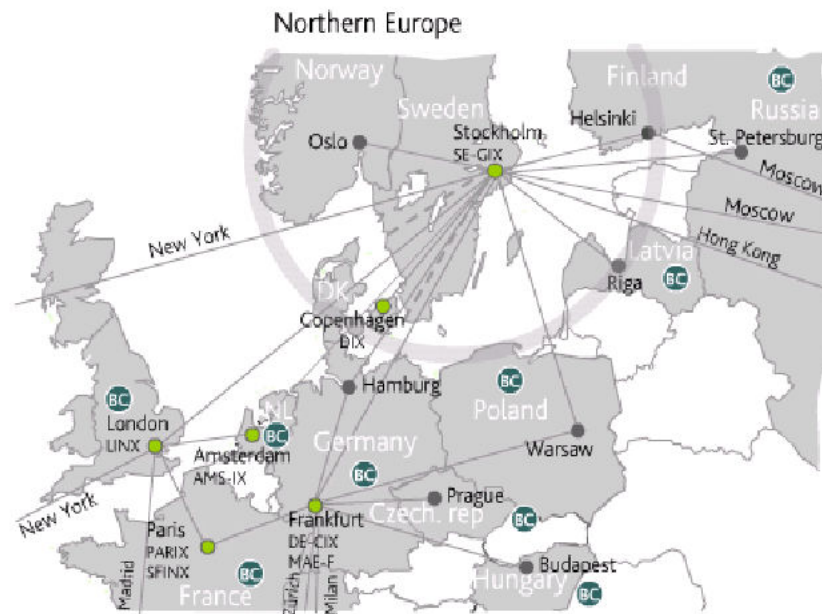 Northern Europe
Norway
Sweden
Finland
BC
Russia
Helsinki
Oslo
Stockholm
SE-GIX
St. Petersburg
Moscow
Moscow
New York
Hong Kong
Latvia
Riga
BC
DK
Copenhagen
DIX
Hamburg
BC
Poland
BC
London
LINX
NL
BC
Amsterdam
AMS-IX
Germany
BC
Warsaw
New York
Paris
PARIX
SFINX
Frankfurt
DE-CIX
MAE-F
Prague
Czech. rep
BC
Madrid
France
BC
Zurich
Milan
Budapest
Hungary
BC